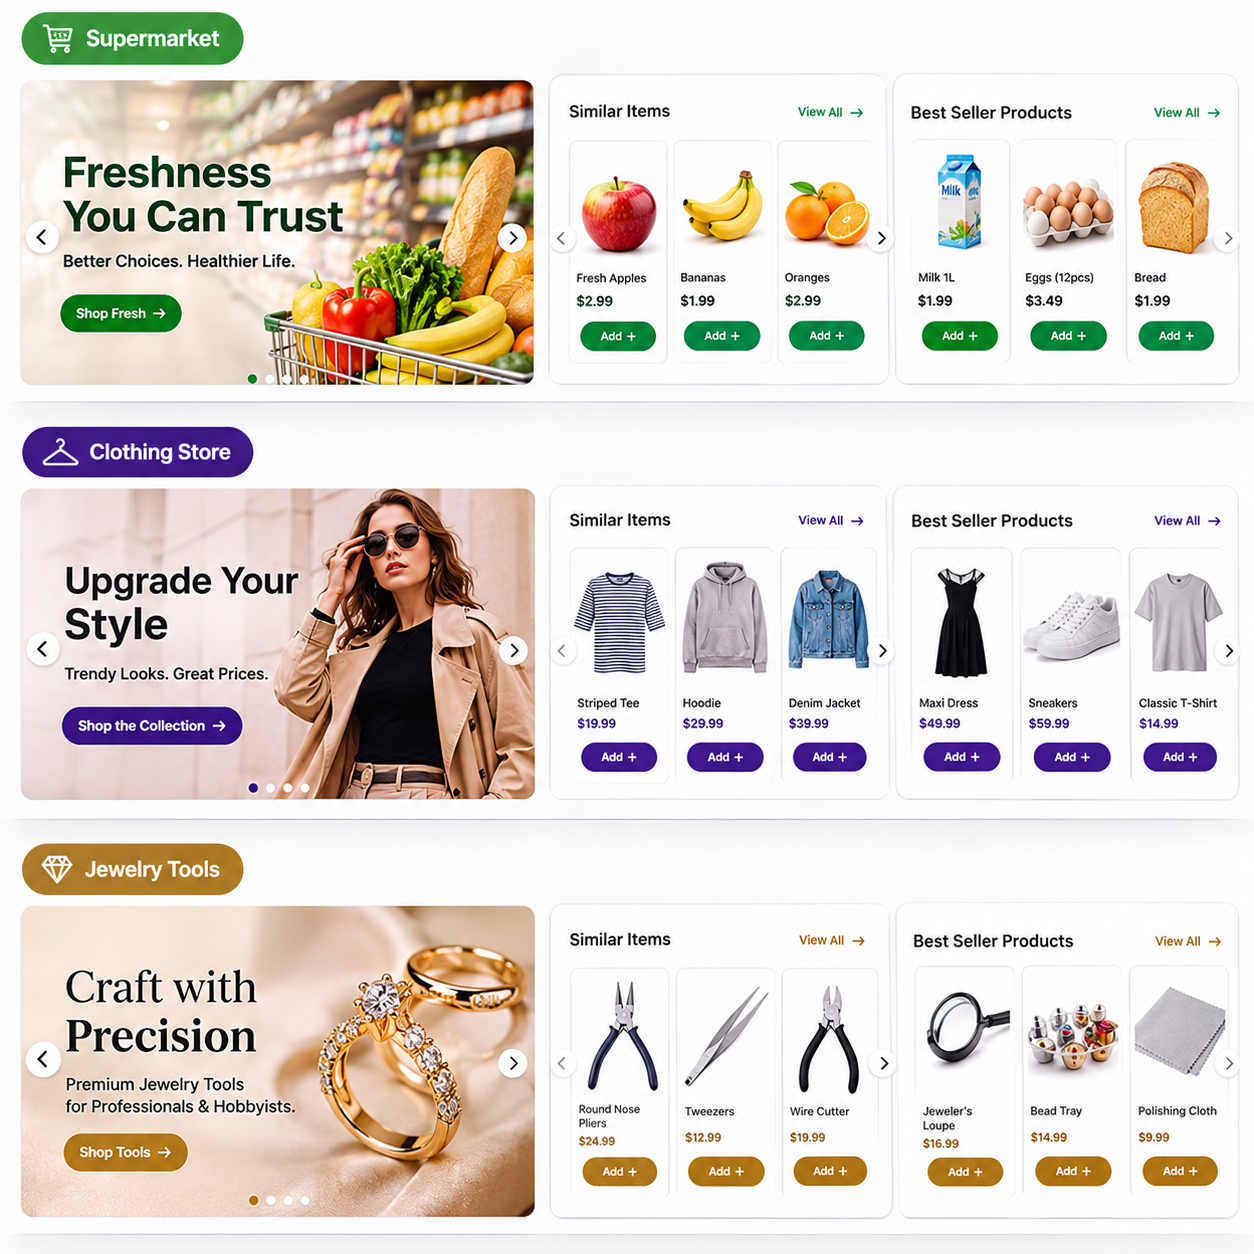 Supermarket
Freshness
You Can Trust
Better Choices. Healthier Life.
Shop Fresh →
Similar Items
View All →
Fresh Apples
$2.99
Add +
Bananas
$1.99
Add +
Oranges
$2.99
Add +
Best Seller Products
View All →
Milk
Milk 1L
$1.99
Add +
Eggs (12pcs)
$3.49
Add +
Bread
$1.99
Add +
Clothing Store
Upgrade Your
Style
Trendy Looks. Great Prices.
Shop the Collection →
Similar Items
View All →
Striped Tee
$19.99
Add +
Hoodie
$29.99
Add +
Denim Jacket
$39.99
Add +
Best Seller Products
View All →
Maxi Dress
$49.99
Add +
Sneakers
$59.99
Add +
Classic T-Shirt
$14.99
Add +
Jewelry Tools
Craft with
Precision
Premium Jewelry Tools
for Professionals & Hobbyists.
Shop Tools →
Similar Items
View All →
Round Nose
Pliers
$24.99
Add +
Tweezers
$12.99
Add +
Wire Cutter
$19.99
Add +
Best Seller Products
View All →
Jeweler's
Loupe
$16.99
Add +
Bead Tray
$14.99
Add +
Polishing Cloth
$9.99
Add +